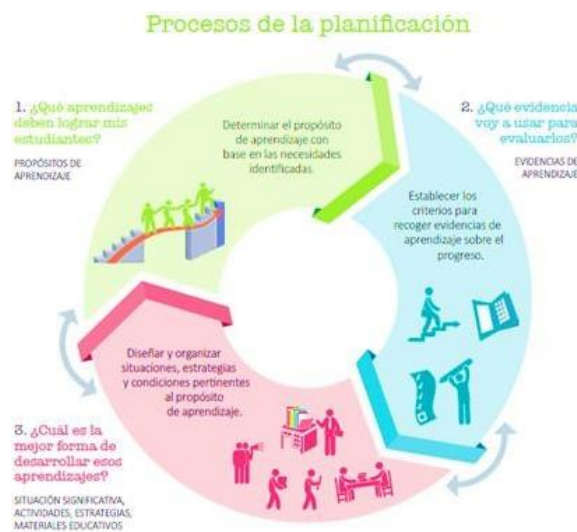 Procesos de la planificación
1. ¿Qué aprendizajes
deben lograr mis
estudiantes?
PROPÓSITOS DE
APRENDIZAJE
Determinar el propósito
de aprendizaje con
base en las necesidades
identificadas.
2. ¿Qué evidencia
voy a usar para
evaluarlos?
EVIDENCIAS DE
APRENDIZAJE
Establecer los
criterios para
recoger evidencias de
aprendizaje sobre el
progreso.
Diseñar y organizar
situaciones, estrategias
y condiciones pertinentes
al propósito
de aprendizaje.
3. ¿Cuál es la
mejor forma de
desarrollar esos
aprendizajes?
SITUACIÓN SIGNIFICATIVA,
ACTIVIDADES, ESTRATEGIAS,
MATERIALES EDUCATIVOS